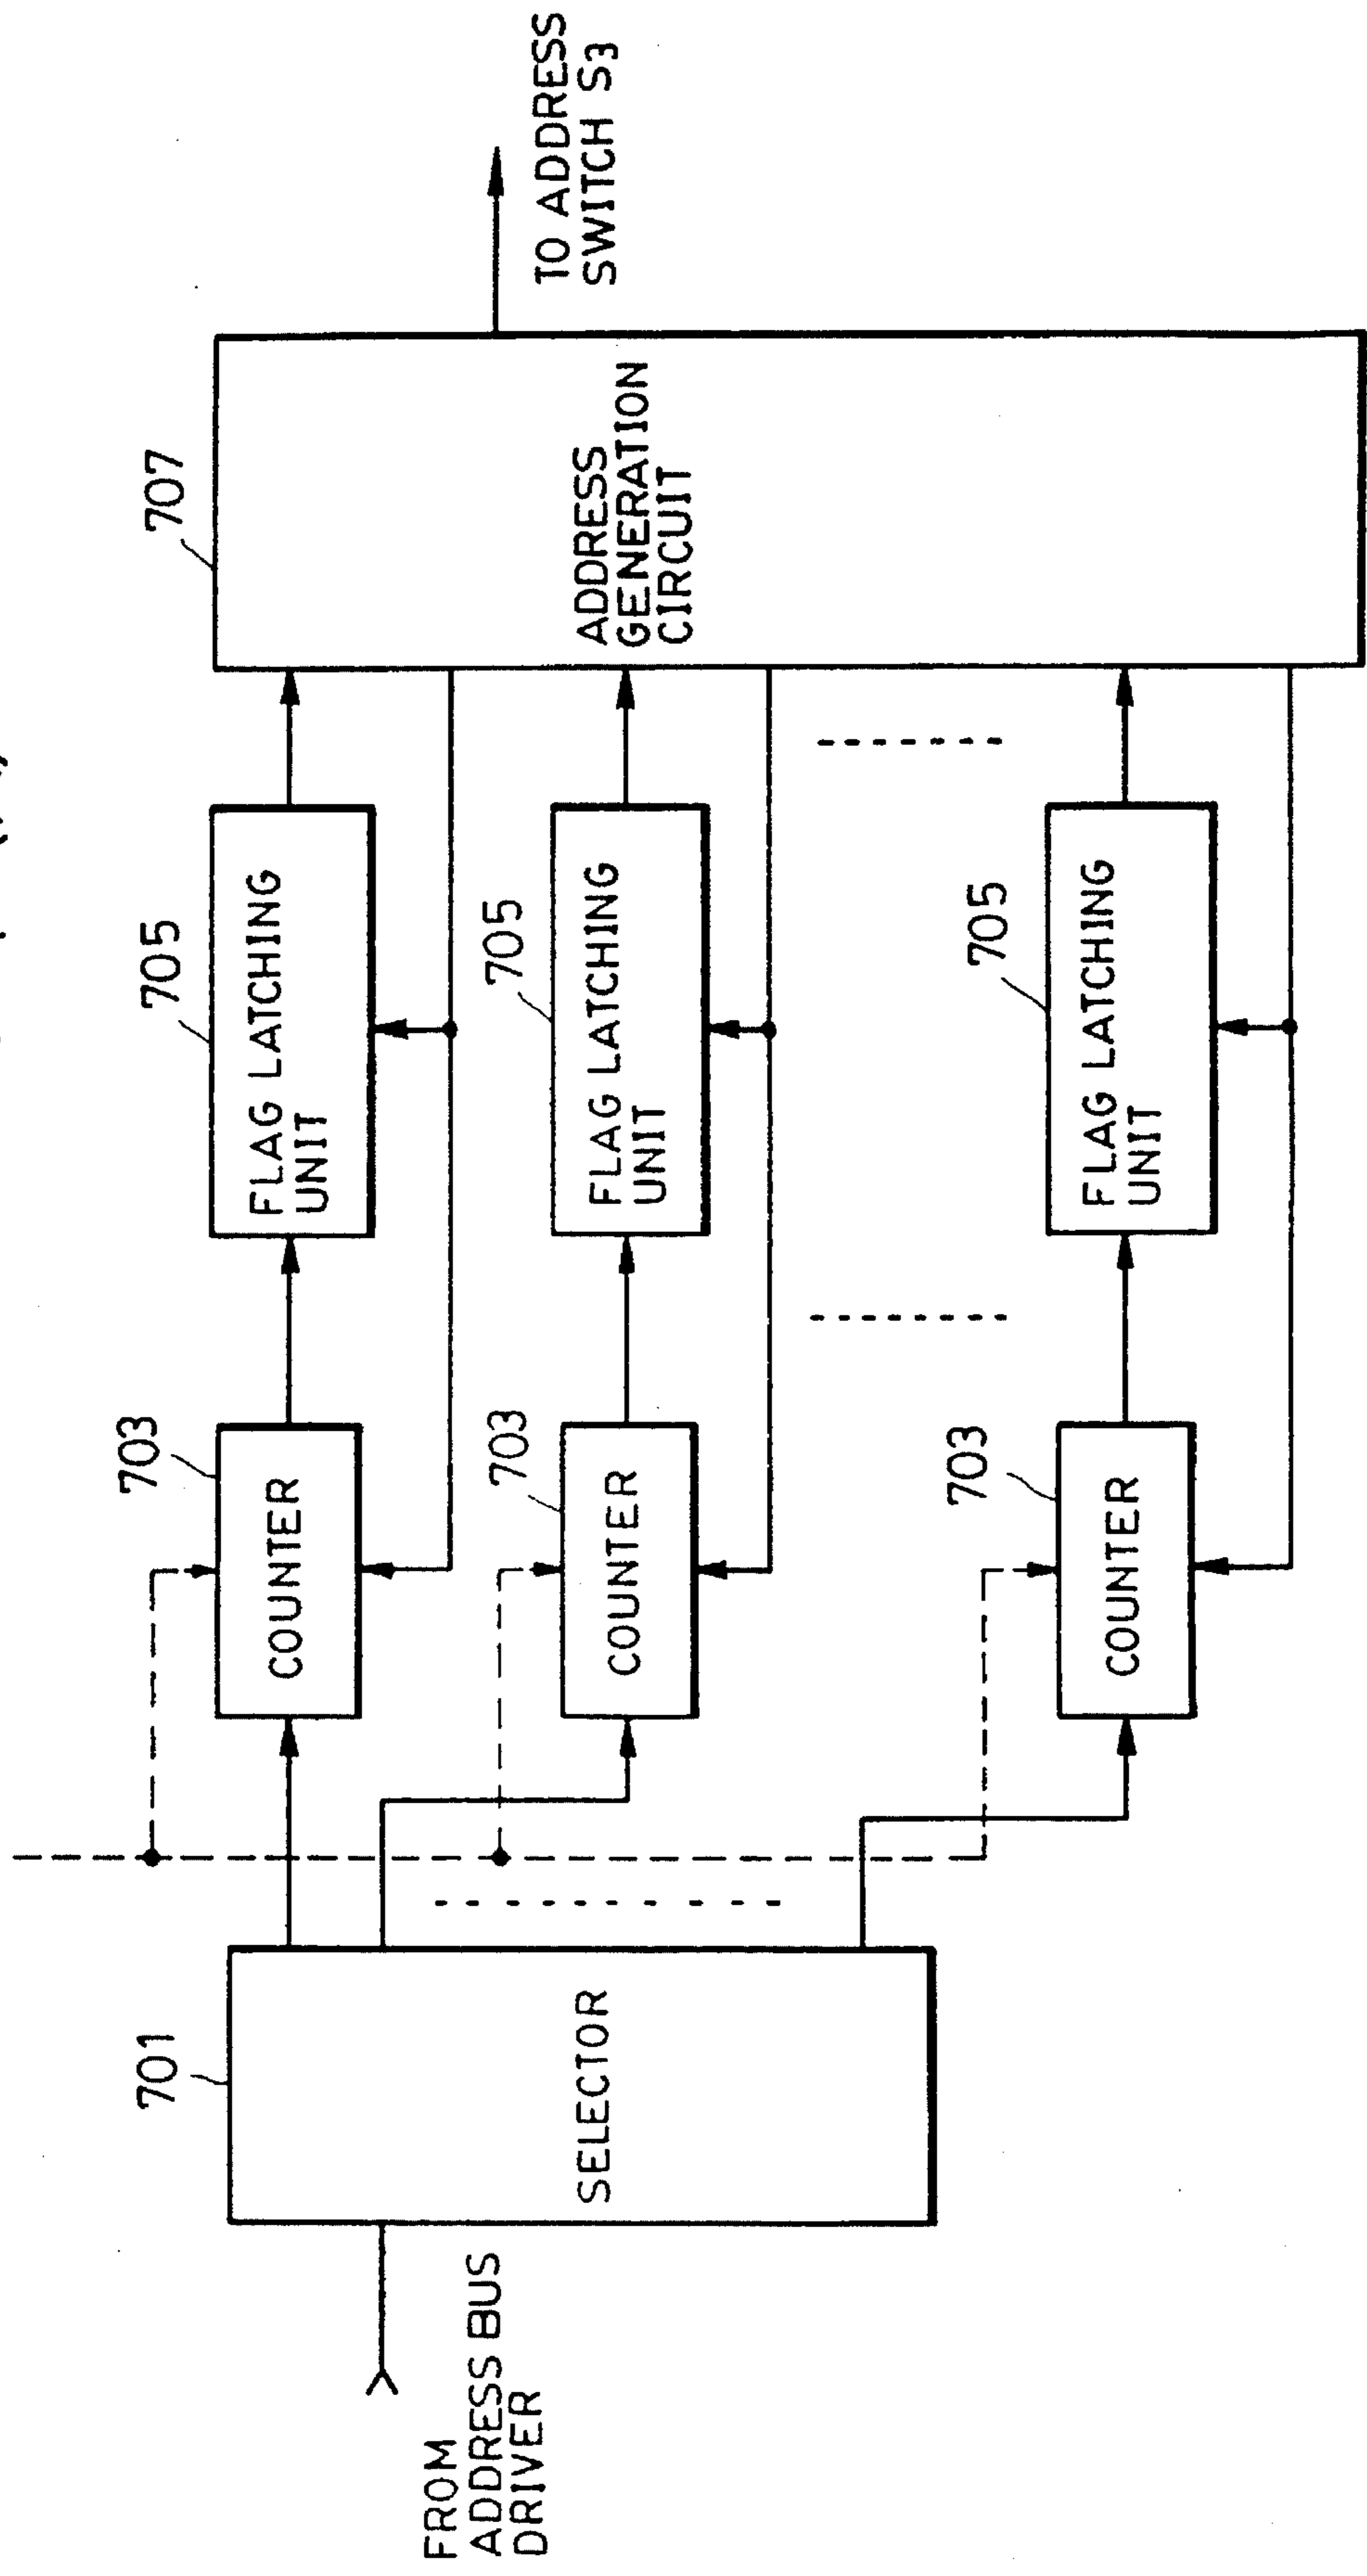 FROM
ADDRESS BUS
DRIVER
701
SELECTOR
703
COUNTER
703
COUNTER
703
COUNTER
705
FLAG LATCHING
UNIT
705
FLAG LATCHING
UNIT
705
FLAG LATCHING
UNIT
707
ADDRESS
GENERATION
CIRCUIT
TO ADDRESS
SWITCH S3